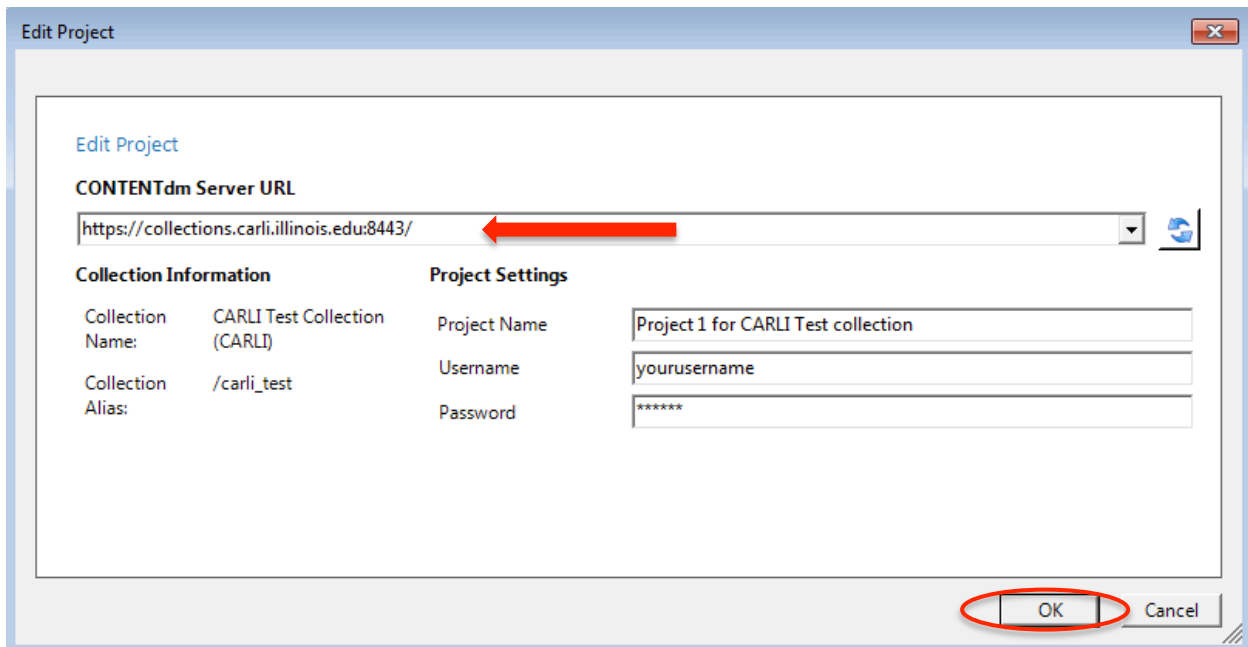 Edit Project
Edit Project
CONTENTdm Server URL
https://collections.carli.illinois.edu:8443/
Collection Information
Project Settings
Collection Name:
CARLI Test Collection (CARLI)
Project Name
Project 1 for CARLI Test collection
Username
yourusername
Collection Alias:
/carli_test
Password
******
OK
Cancel